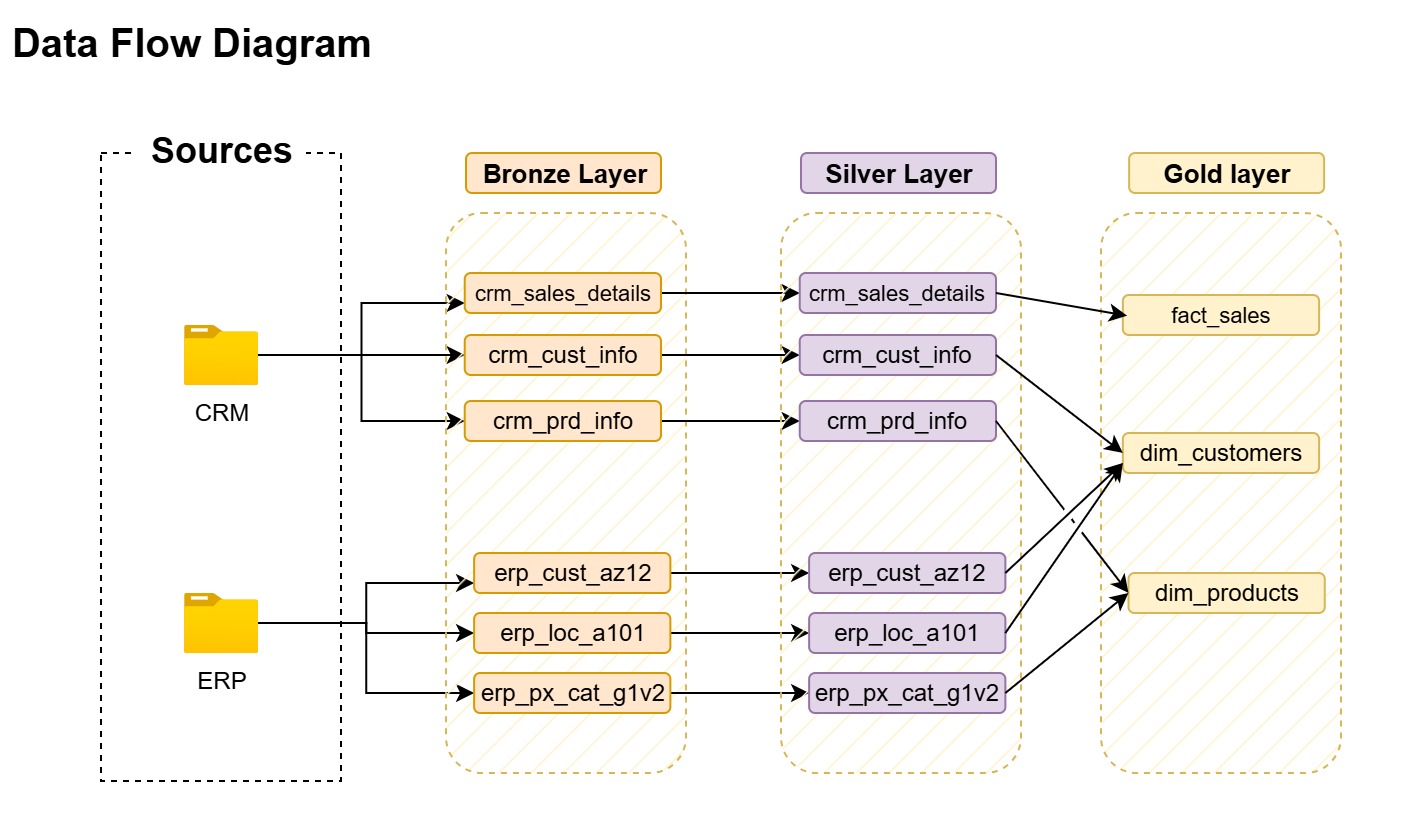 Data Flow Diagram
Sources
CRM
ERP
Bronze Layer
crm_sales_details
crm_cust_info
crm_prd_info
erp_cust_az12
erp_loc_a101
erp_px_cat_g1v2
Silver Layer
crm_sales_details
crm_cust_info
crm_prd_info
erp_cust_az12
erp_loc_a101
erp_px_cat_g1v2
Gold layer
fact_sales
dim_customers
dim_products